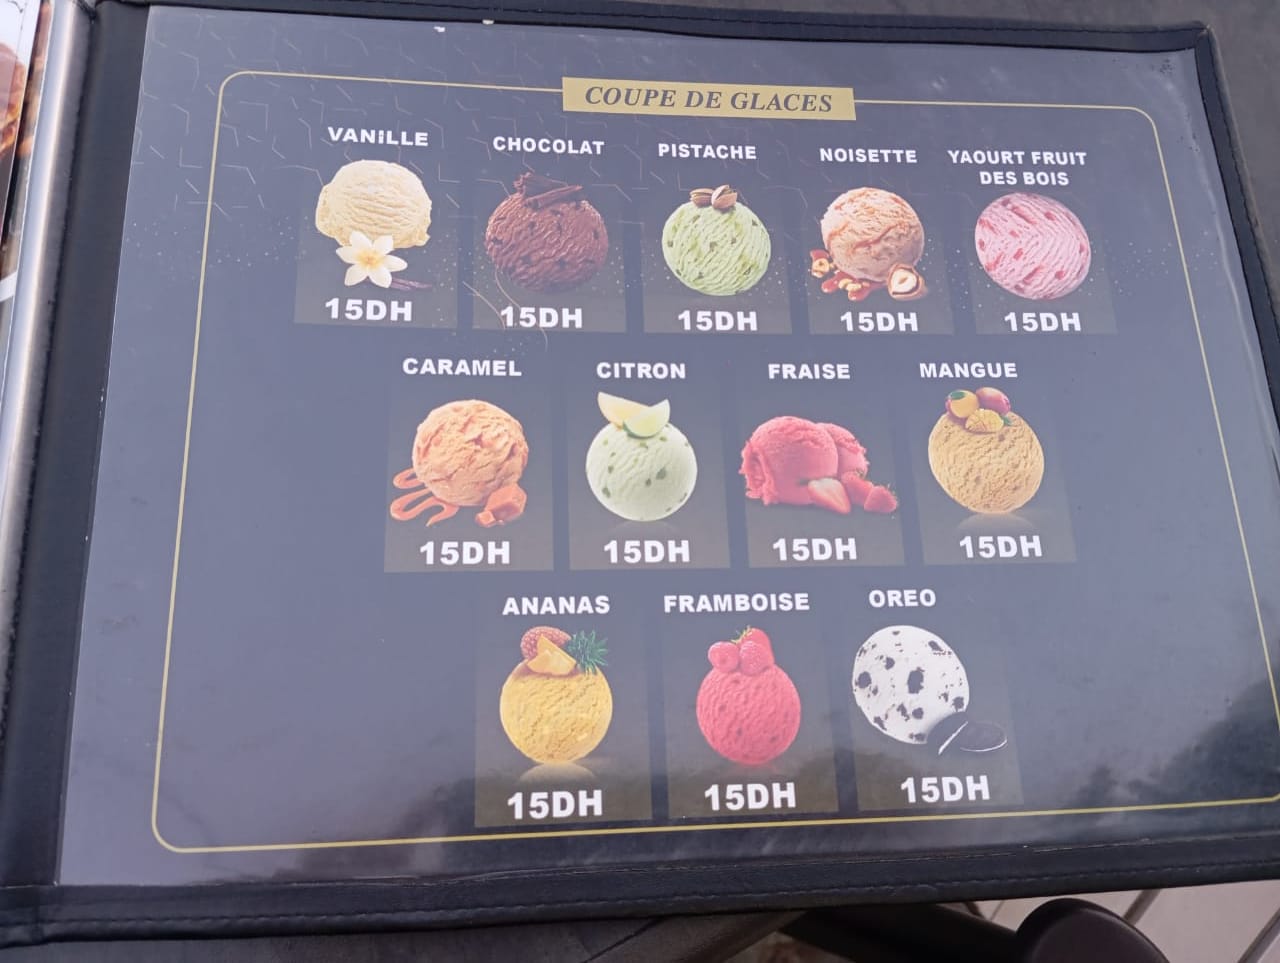 COUPE DE GLACES
VANILLE
CHOCOLAT
PISTACHE
NOISETTE
YAOURT FRUIT
DES BOIS
15DH
15DH
15DH
15DH
15DH
CARAMEL
CITRON
FRAISE
MANGUE
15DH
15DH
15DH
15DH
ANANAS
FRAMBOISE
OREO
15DH
15DH
15DH